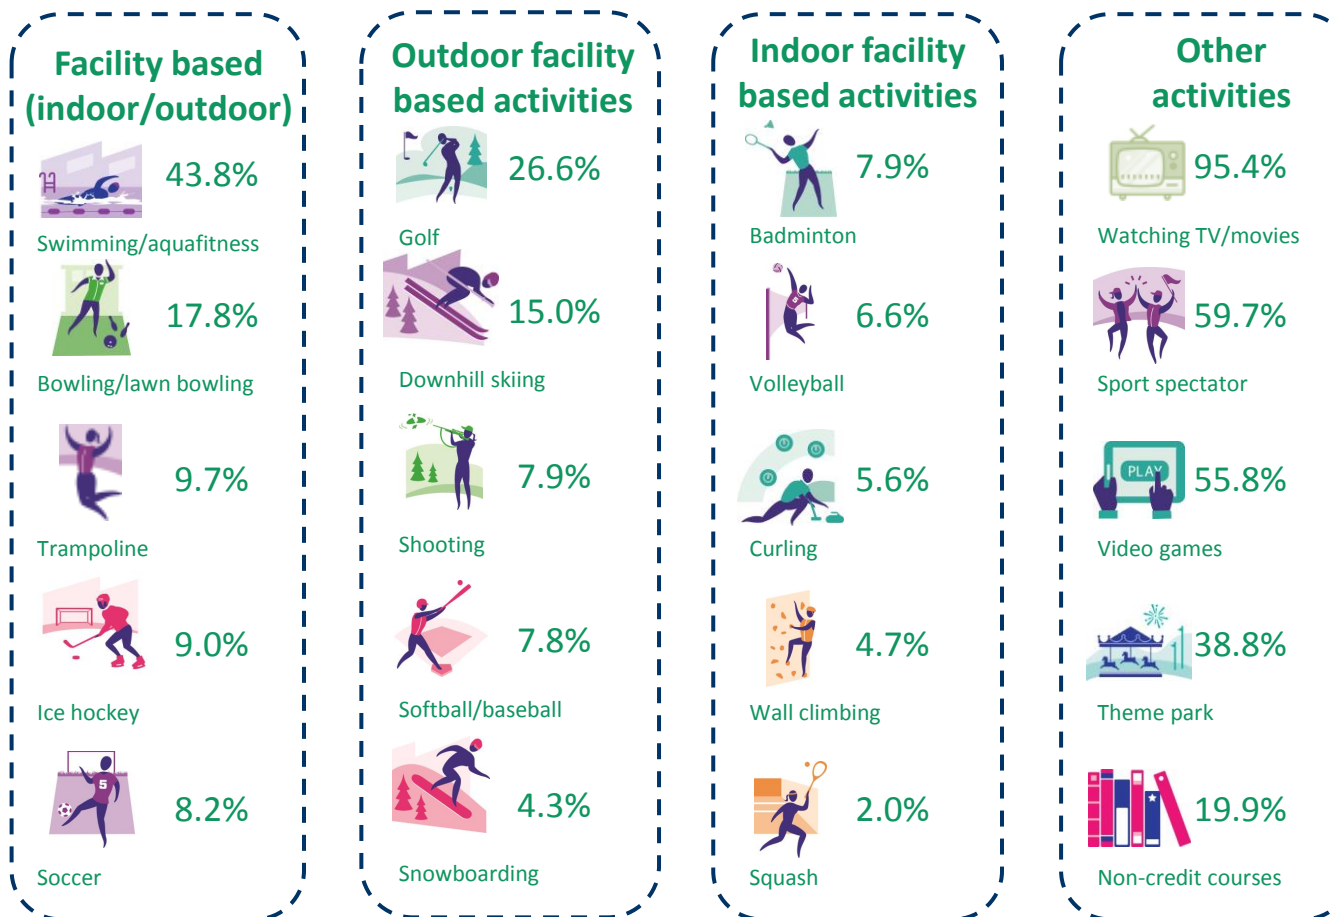 Facility based
(indoor/outdoor)
43.8%
Swimming/aquafitness
17.8%
Bowling/lawn bowling
9.7%
Trampoline
9.0%
Ice hockey
5
8.2%
Soccer
Outdoor facility
based activities
26.6%
Golf
15.0%
Downhill skiing
7.9%
Shooting
7.8%
Softball/baseball
4.3%
Snowboarding
Indoor facility
based activities
7.9%
Badminton
5
6.6%
Volleyball
5.6%
Curling
4.7%
Wall climbing
2.0%
Squash
Other
activities
95.4%
Watching TV/movies
59.7%
Sport spectator
PLAY
55.8%
Video games
38.8%
Theme park
19.9%
Non-credit courses